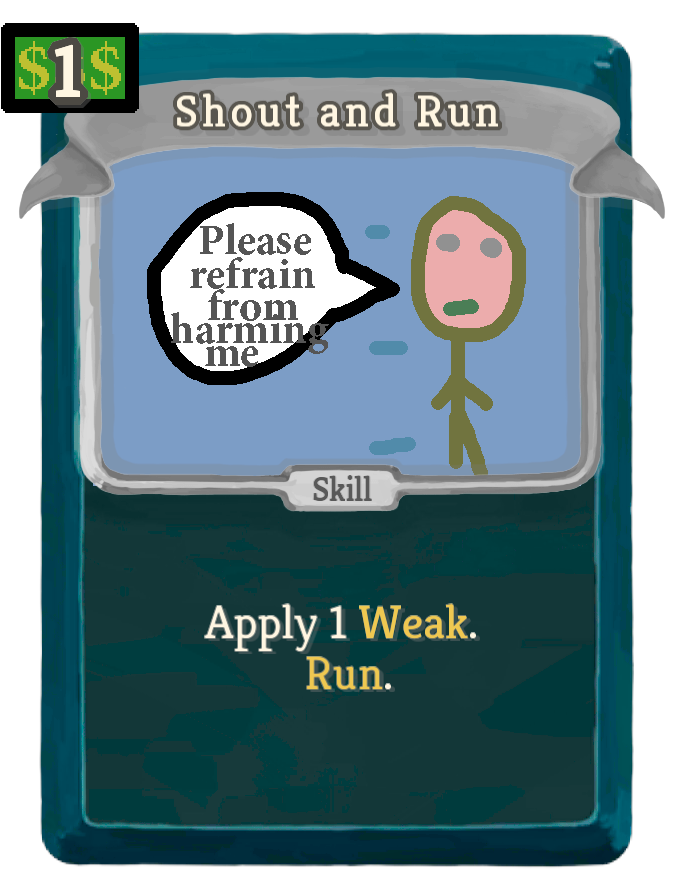 $1$
Shout and Run
Please
refrain
from
harming
me
Skill
Apply 1 Weak.
Run.